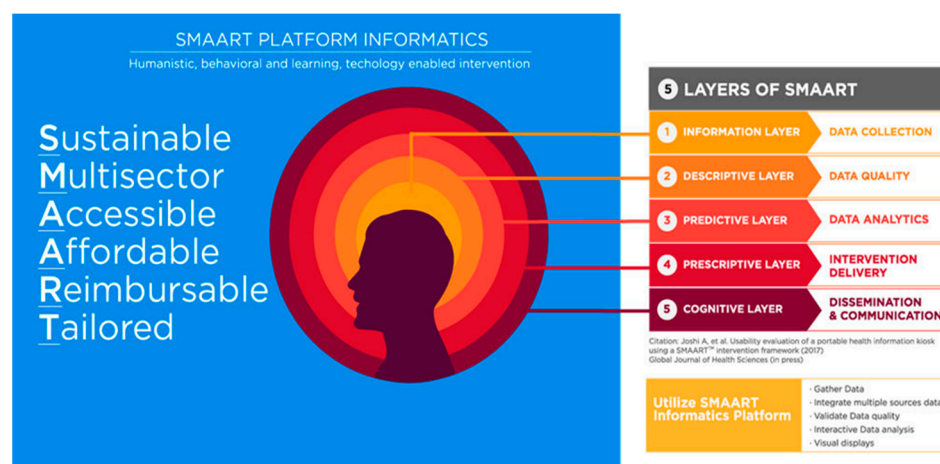 SMAART PLATFORM INFORMATICS
Humanistic, behavioral and learning, techology enabled intervention
Sustainable
Multisector
Accessible
Affordable
Reimbursable
Tailored
5 LAYERS OF SMAART
1 INFORMATION LAYER DATA COLLECTION
2 DESCRIPTIVE LAYER DATA QUALITY
3 PREDICTIVE LAYER DATA ANALYTICS
4 PRESCRIPTIVE LAYER INTERVENTION
DELIVERY
5 COGNITIVE LAYER DISSEMINATION
& COMMUNICATION
Citation: Joshi A, et al. Usability evaluation of a portable health information kiosk
using a SMAART™ intervention framework (2017)
Global Journal of Health Sciences (in press)
Utilize SMAART
Informatics Platform
· Gather Data
· Integrate multiple sources data
· Validate Data quality
· Interactive Data analysis
· Visual displays